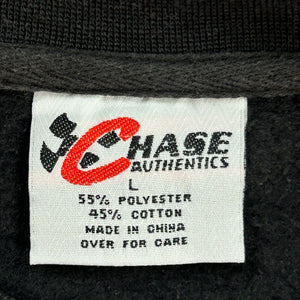 CHASE
AUTHENTICS
L
55% POLYESTER
45% COTTON
MADE IN CHINA
OVER FOR CARE